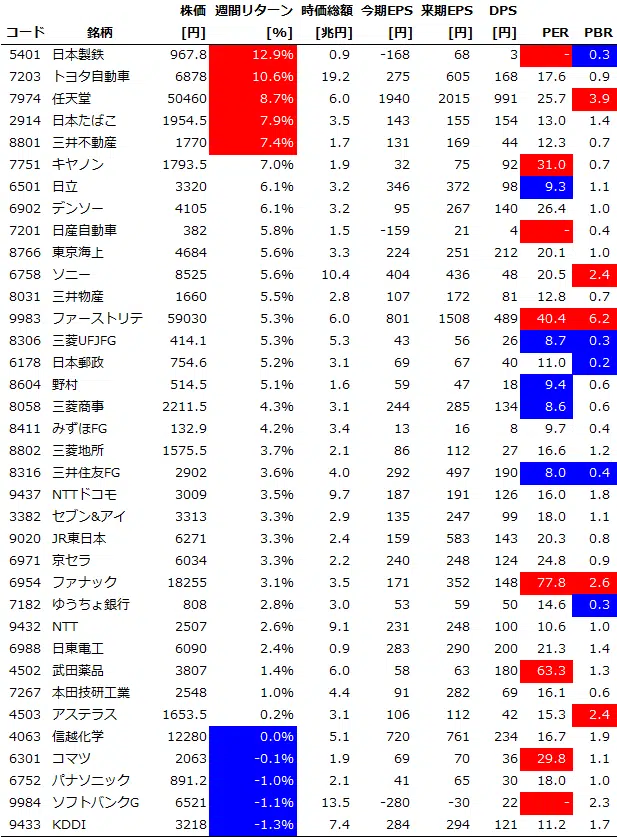 株価 週間リターン 時価総額 今期EPS 来期EPS DPS
コード 銘柄 [円] [%] [兆円] [円] [円] [円] PER PBR
5401 日本製鉄 967.8 12.9% 0.9 -168 68 3 - 0.3
7203 トヨタ自動車 6878 10.6% 19.2 275 605 168 17.6 0.9
7974 任天堂 50460 8.7% 6.0 1940 2015 991 25.7 3.9
2914 日本たばこ 1954.5 7.9% 3.5 143 155 154 13.0 1.4
8801 三井不動産 1770 7.4% 1.7 131 169 44 12.3 0.7
7751 キヤノン 1793.5 7.0% 1.9 32 75 92 31.0 0.7
6501 日立 3320 6.1% 3.2 346 372 98 9.3 1.1
6902 デンソー 4105 6.1% 3.2 95 267 140 26.4 1.0
7201 日産自動車 382 5.8% 1.5 -159 21 4 - 0.4
8766 東京海上 4684 5.6% 3.3 224 251 212 20.1 1.0
6758 ソニー 8525 5.6% 10.4 404 436 48 20.5 2.4
8031 三井物産 1660 5.5% 2.8 107 172 81 12.8 0.7
9983 ファーストリテ 59030 5.3% 6.0 801 1508 489 40.4 6.2
8306 三菱UFJFG 414.1 5.3% 5.3 43 56 26 8.7 0.3
6178 日本郵政 754.6 5.2% 3.1 69 67 40 11.0 0.2
8604 野村 514.5 5.1% 1.6 59 47 18 9.4 0.6
8058 三菱商事 2211.5 4.3% 3.1 244 285 134 8.6 0.6
8411 みずほFG 132.9 4.2% 3.4 13 16 8 9.7 0.4
8802 三菱地所 1575.5 3.7% 2.1 86 112 27 16.6 1.2
8316 三井住友FG 2902 3.6% 4.0 292 497 190 8.0 0.4
9437 NTTドコモ 3009 3.5% 9.7 187 191 126 16.0 1.8
3382 セブン&アイ 3313 3.3% 2.9 135 247 99 18.0 1.1
9020 JR東日本 6271 3.3% 2.4 159 583 143 20.3 0.8
6971 京セラ 6034 3.3% 2.2 240 248 124 24.8 0.9
6954 ファナック 18255 3.1% 3.5 171 352 148 77.8 2.6
7182 ゆうちょ銀行 808 2.8% 3.0 53 59 50 14.6 0.3
9432 NTT 2507 2.6% 9.1 231 248 100 10.6 1.0
6988 日東電工 6090 2.4% 0.9 283 290 200 21.3 1.4
4502 武田薬品 3807 1.4% 6.0 58 63 180 63.3 1.3
7267 本田技研工業 2548 1.0% 4.4 91 282 69 16.1 0.6
4503 アステラス 1653.5 0.2% 3.1 106 112 42 15.3 2.4
4063 信越化学 12280 0.0% 5.1 720 761 234 16.7 1.9
6301 コマツ 2063 -0.1% 1.9 69 70 36 29.8 1.1
6752 パナソニック 891.2 -1.0% 2.1 41 65 30 18.0 1.0
9984 ソフトバンクG 6521 -1.1% 13.5 -280 -30 22 - 2.3
9433 KDDI 3218 -1.3% 7.4 284 294 121 11.2 1.7